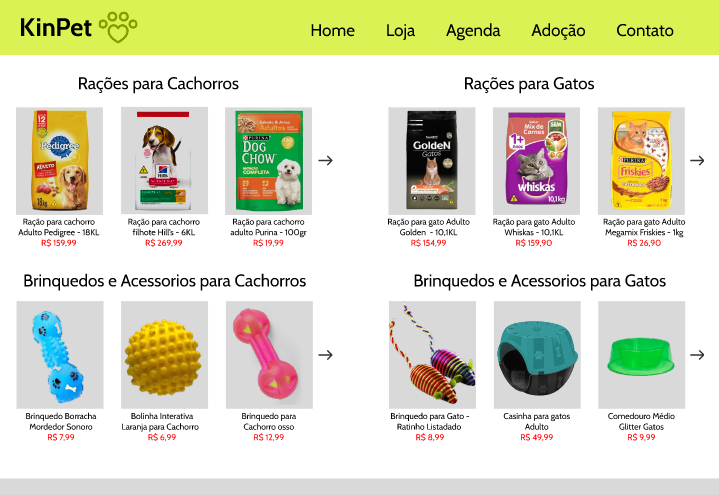 KinPet
Home Loja Agenda Adoção Contato
Rações para Cachorros
Rações para Gatos
12
Pedigree
ADULTO
18kg
Hill's
Adultos
PURINA
DOG
CHOW
COMPLETA
GoldeN
Gatos
Mix de
Carnes
SEM
1+
whiskas
10,1kg
PURINA
Friskies
Ração para cachorro
Adulto Pedigree - 18KL
R$ 159,99
Ração para cachorro
filhote Hill's - 6KL
R$ 269,99
Ração para cachorro
adulto Purina - 100gr
R$ 19,99
Ração para gato Adulto
Golden - 10,1KL
R$ 154,99
Ração para gato Adulto
Whiskas - 10,1KL
R$ 159,90
Ração para gato Adulto
Megamix Friskies - 1kg
R$ 26,90
Brinquedos e Acessorios para Cachorros
Brinquedos e Acessorios para Gatos
Brinquedo Borracha
Mordedor Sonoro
R$ 7,99
Bolinha Interativa
Laranja para Cachorro
R$ 6,99
Brinquedo para
Cachorro osso
R$ 12,99
Brinquedo para Gato -
Ratinho Listadado
R$ 8,99
Casinha para gatos
Adulto
R$ 49,99
Comedouro Médio
Glitter Gatos
R$ 9,99